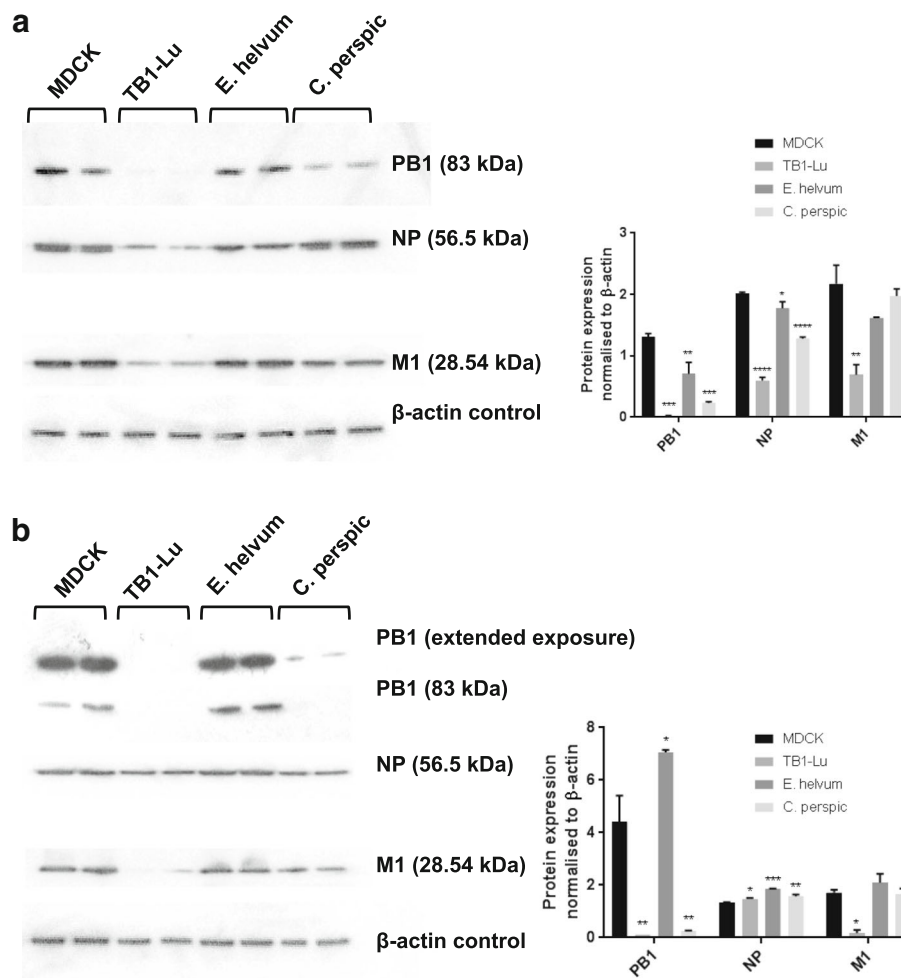 a
MDCK
TB1-Lu
E. helvum
C. perspic
PB1 (83 kDa)
NP (56.5 kDa)
M1 (28.54 kDa)
β-actin control
MDCK
TB1-Lu
E. helvum
C. perspic
Protein expression
normalised to β-actin
3
2
1
0
***
**
***
****
*
****
**
PB1
NP
M1
b
MDCK
TB1-Lu
E. helvum
C. perspic
PB1 (extended exposure)
PB1 (83 kDa)
NP (56.5 kDa)
M1 (28.54 kDa)
β-actin control
MDCK
TB1-Lu
E. helvum
C. perspic
Protein expression
normalised to β-actin
8
6
4
2
0
**
*
**
*
***
**
*
PB1
NP
M1